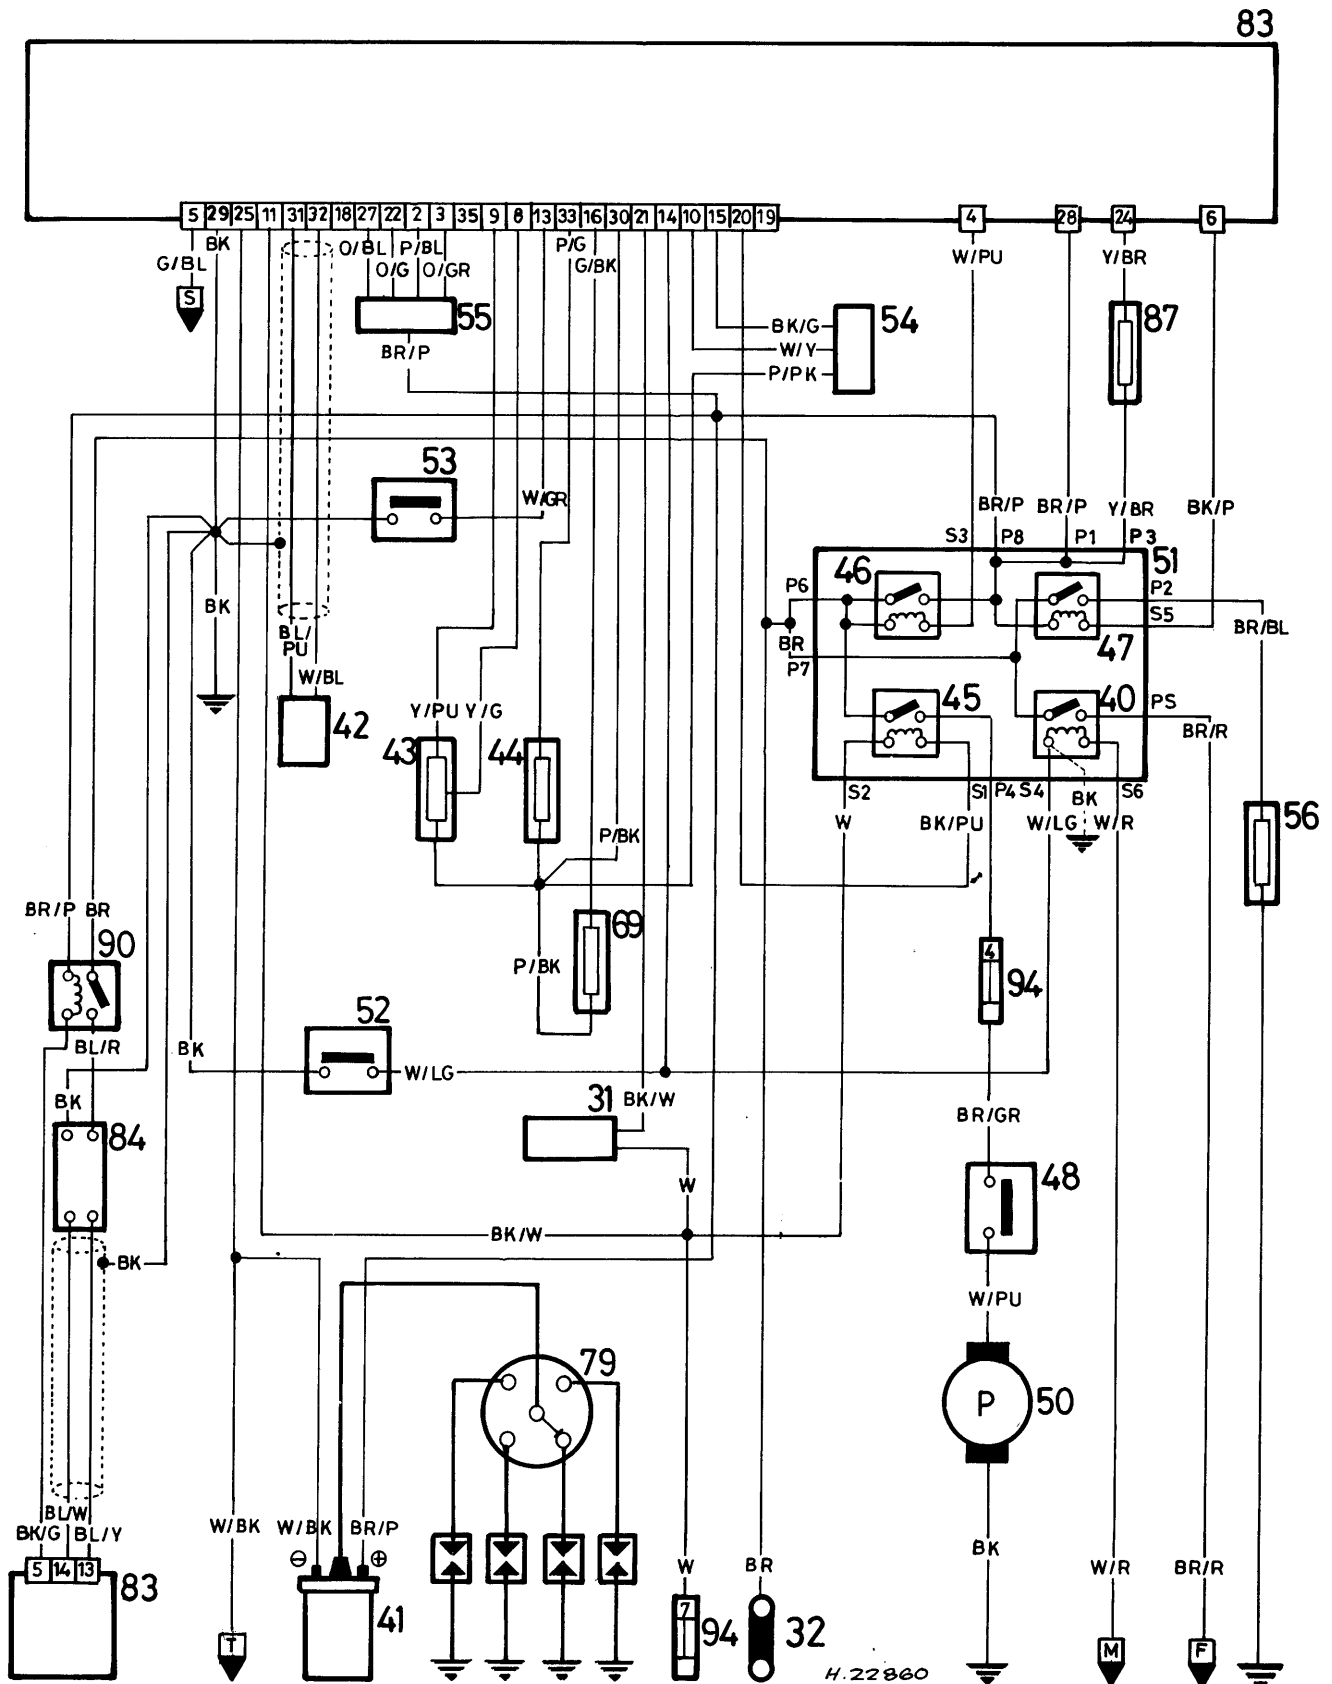 83
5 29 25 11 31 32 18 27 22 2 3 35 9 8 13 33 16 30 21 14 10 15 20 19 4 28 24 6
BK O/BL P/BL P/G W/PU Y/BR
G/BL O/G O/GR G/BK
S
55 54 87
BK/G
W/Y
BR/P
P/PK
53
W/GR BR/P BR/P Y/BR BK/P
S3 P8 P1 P3
51
46 P6 P2
S5
BK BR BR/BL
BL/
PU
47
P7
W/BL
42
Y/PU Y/G
45 40 PS
BR/R
43 44
S2 S1 P4 S4 BK S6
W BK/PU W/LG W/R
56
P/BK
BR/P BR
69
90 P/BK
4
94
52
BL/R BK
W/LG
BK
31 BK/W
BR/GR
84
48
W
BK/W
BK
W/PU
79
P 50
BL/W
BK/G BL/Y
W/BK W/BK BR/P
− +
BK
W BR W/R BR/R
5 14 13
83
41
7
94
32
T
M F
H.22860